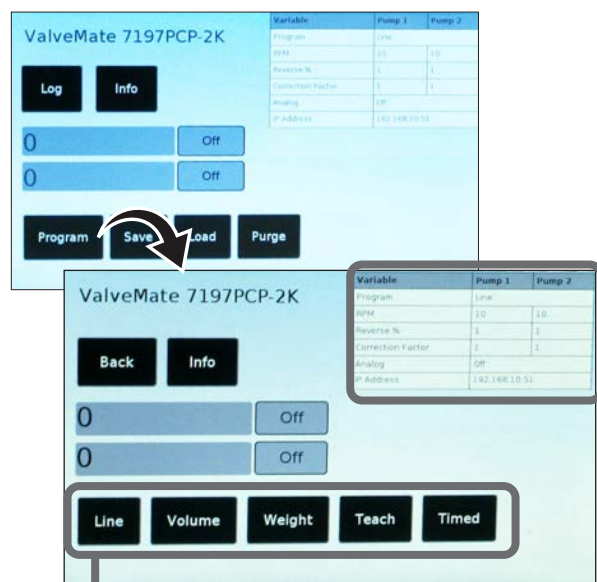 ValveMate 7197PCP-2K
Variable Pump 1 Pump 2
Program Line
RPM 10 10
Reverse % 1 1
Correction Factor 1 1
Analog Off
IP Address 192.168.10.51
Log Info
0 Off
0 Off
Program Save Load Purge
ValveMate 7197PCP-2K
Variable Pump 1 Pump 2
Program Line
RPM 10 10
Reverse % 1 1
Correction Factor 1 1
Analog Off
IP Address 192.168.10.51
Back Info
0 Off
0 Off
Line Volume Weight Teach Timed